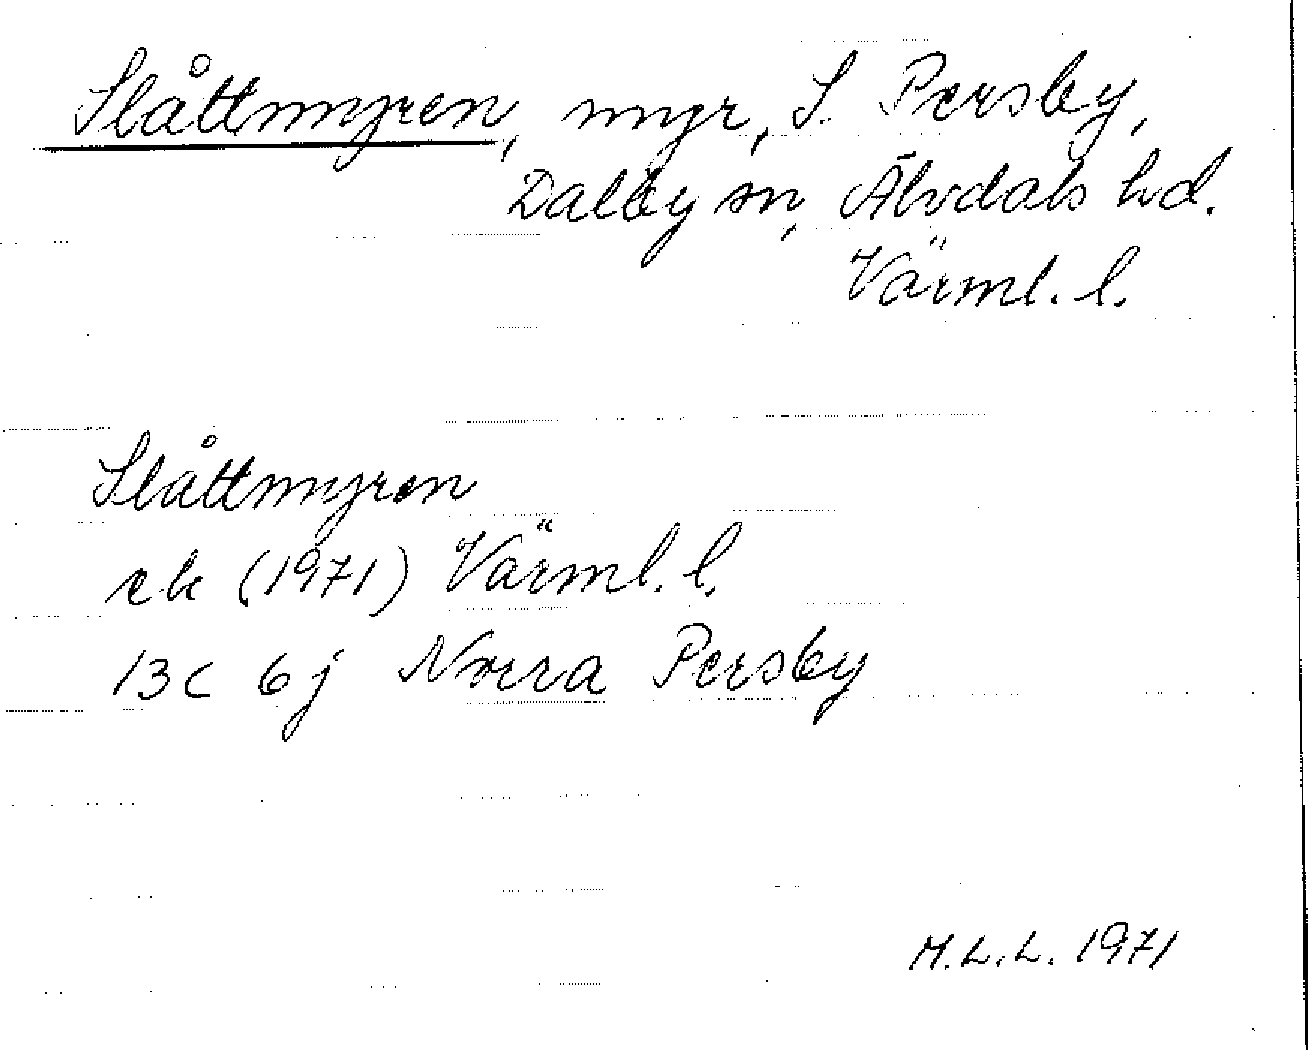 Slåttmyren, myr, S. Persby,
Dalby sn, Älvdals hd.
Värml. l.
Slåttmyren
ek (1971) Värml. l.
13C 6j Norra Persby
M.L.L. 1971